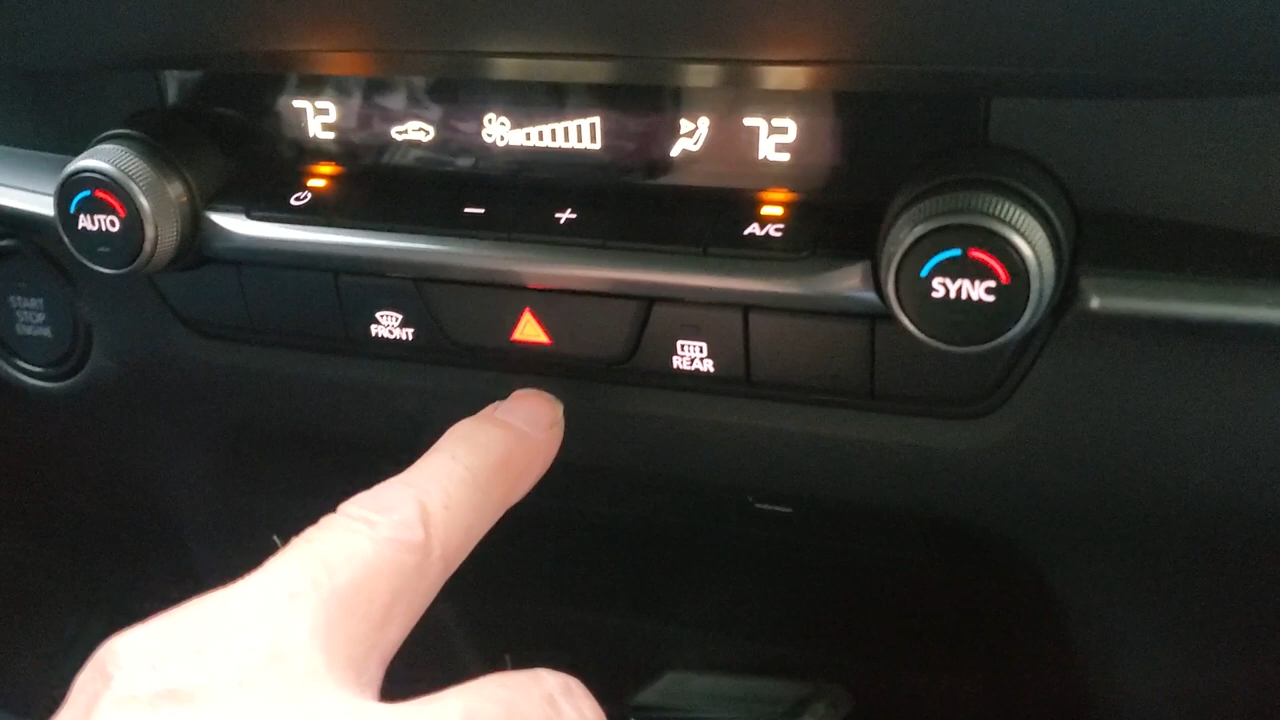 72
72
AUTO
− +
A/C
SYNC
START
STOP
ENGINE
FRONT
REAR